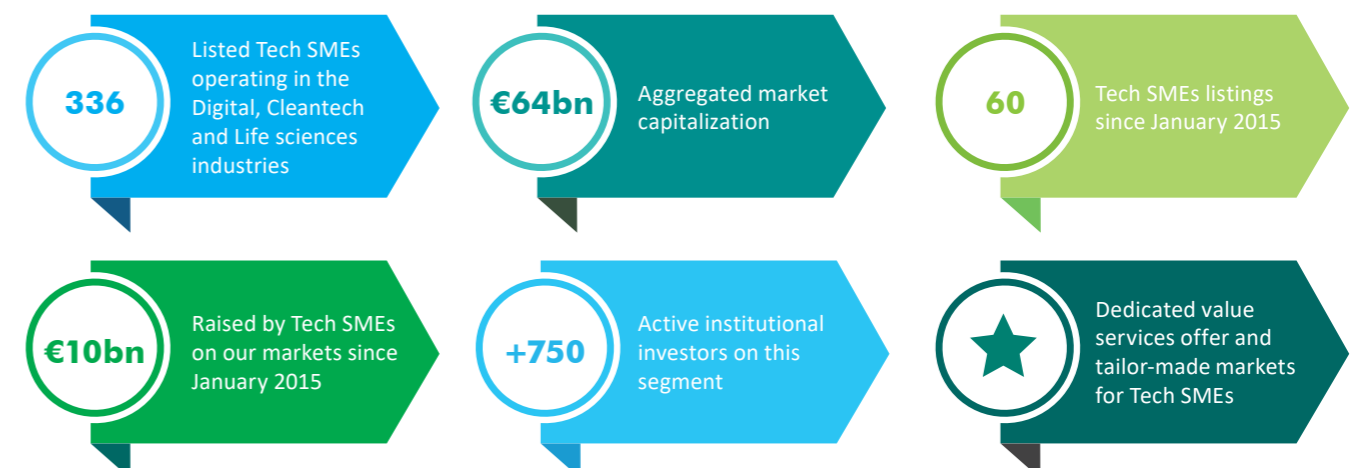 336
Listed Tech SMEs
operating in the
Digital, Cleantech
and Life sciences
industries
€64bn
Aggregated market
capitalization
60
Tech SMEs listings
since January 2015
€10bn
Raised by Tech SMEs
on our markets since
January 2015
+750
Active institutional
investors on this
segment
Dedicated value
services offer and
tailor-made markets
for Tech SMEs